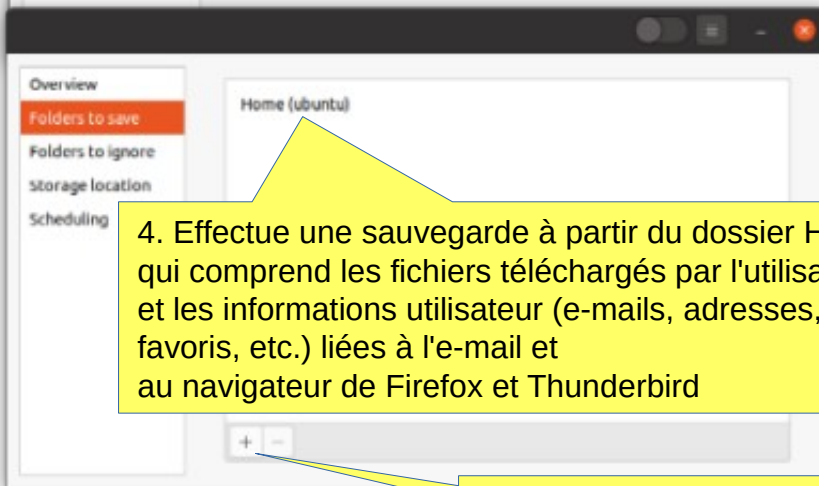 Overview
Folders to save
Folders to ignore
Storage location
Scheduling
Home (ubuntu)
4. Effectue une sauvegarde à partir du dossier
qui comprend les fichiers téléchargés par
et les informations utilisateur (e-mails, adresses,
favoris, etc.) liées à l'e-mail et
au navigateur de Firefox et Thunderbird